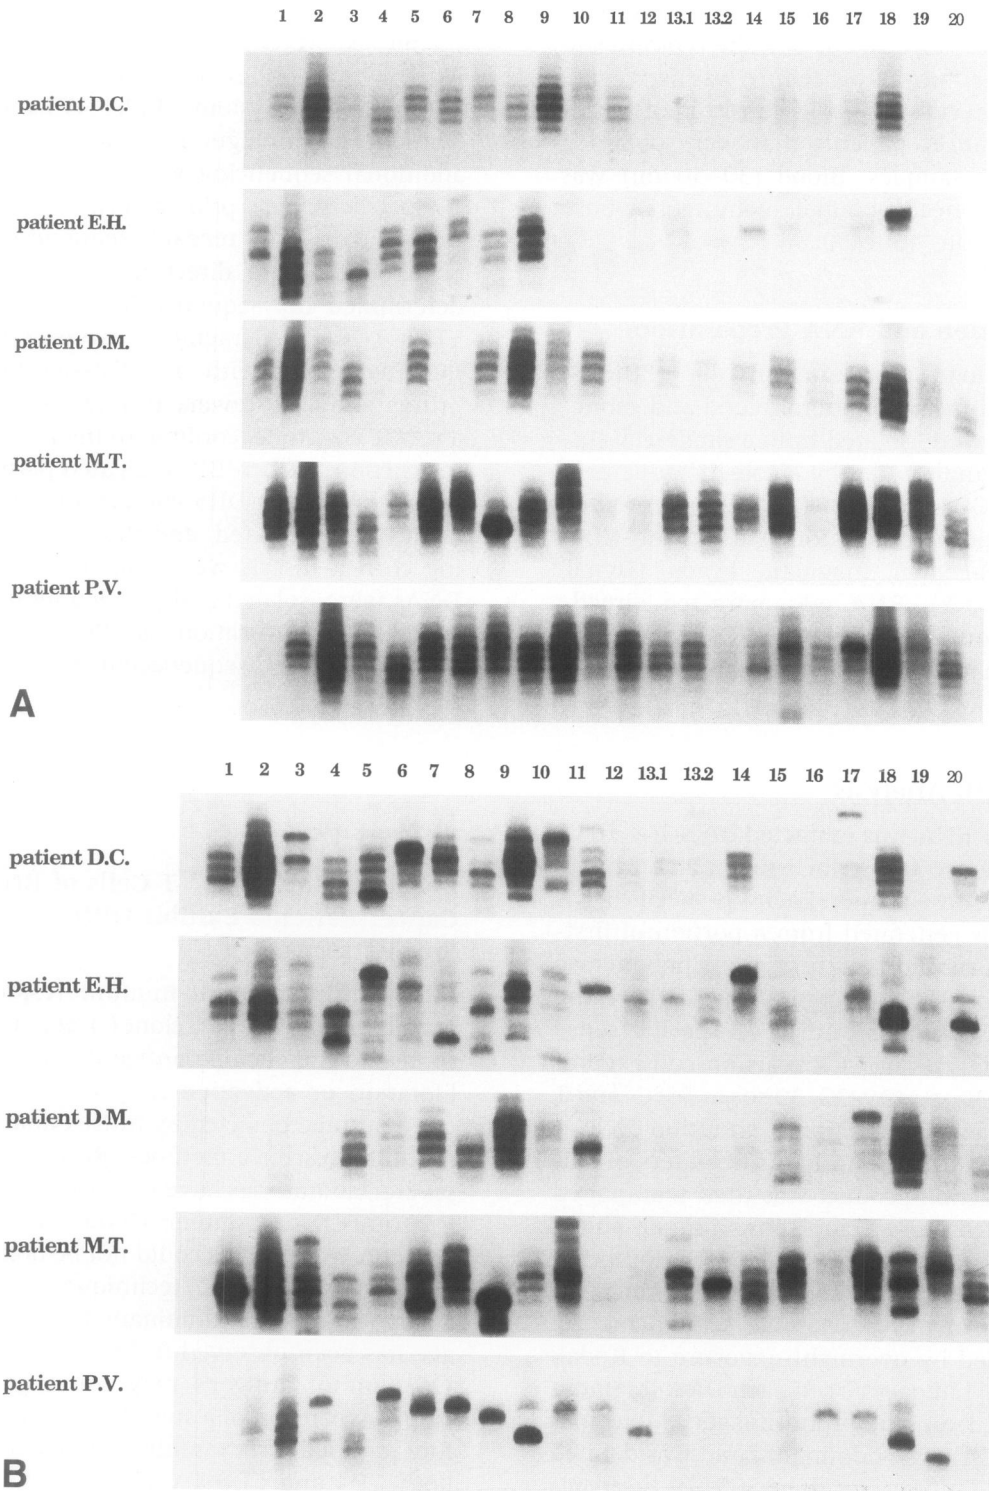 1 2 3 4 5 6 7 8 9 10 11 12 13.1 13.2 14 15 16 17 18 19 20
patient D.C.
patient E.H.
patient D.M.
patient M.T.
patient P.V.
A
1 2 3 4 5 6 7 8 9 10 11 12 13.1 13.2 14 15 16 17 18 19 20
patient D.C.
patient E.H.
patient D.M.
patient M.T.
patient P.V.
B